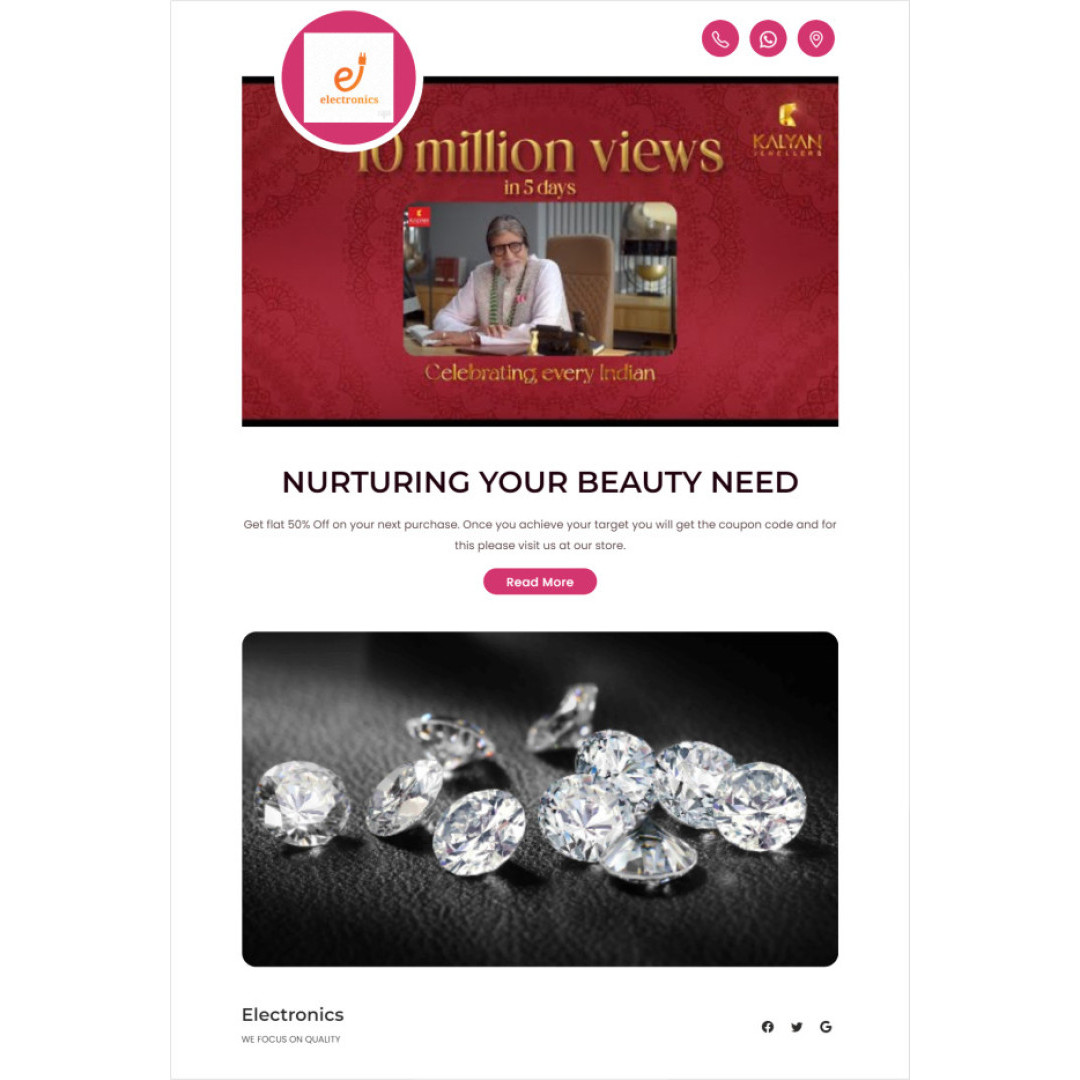 electronics
10 million views
in 5 days
KALYAN
JEWELLERS
Celebrating every Indian
NURTURING YOUR BEAUTY NEED
Get flat 50% Off on your next purchase. Once you achieve your target you will get the coupon code and for
this please visit us at our store.
Read More
Electronics
WE FOCUS ON QUALITY